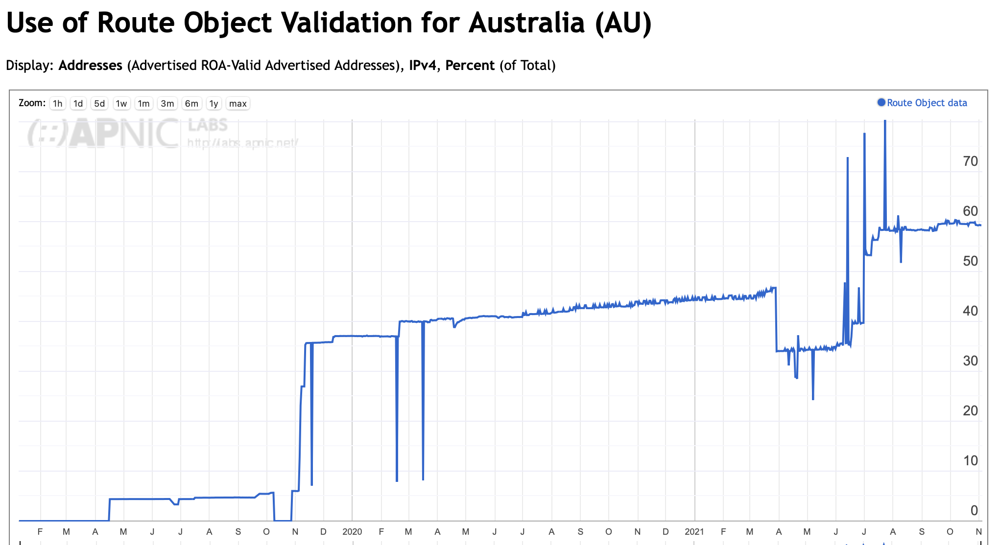 Use of Route Object Validation for Australia (AU)
Display: Addresses (Advertised ROA-Valid Advertised Addresses), IPv4, Percent (of Total)
Zoom: 1h 1d 5d 1w 1m 3m 6m 1y max
Route Object data
(::)APNIC LABS
http://labs.apnic.net/
70
60
50
40
30
20
10
0
F M A M J J A S O N D 2020 F M A M J J A S O N D 2021 F M A M J J A S O N